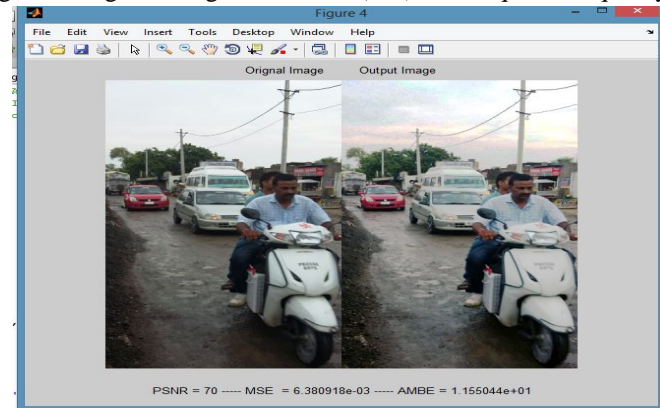 Figure 4
File Edit View Insert Tools Desktop Window Help
Orignal Image Output Image
PSNR = 70 ----- MSE = 6.380918e-03 ----- AMBE = 1.155044e+01